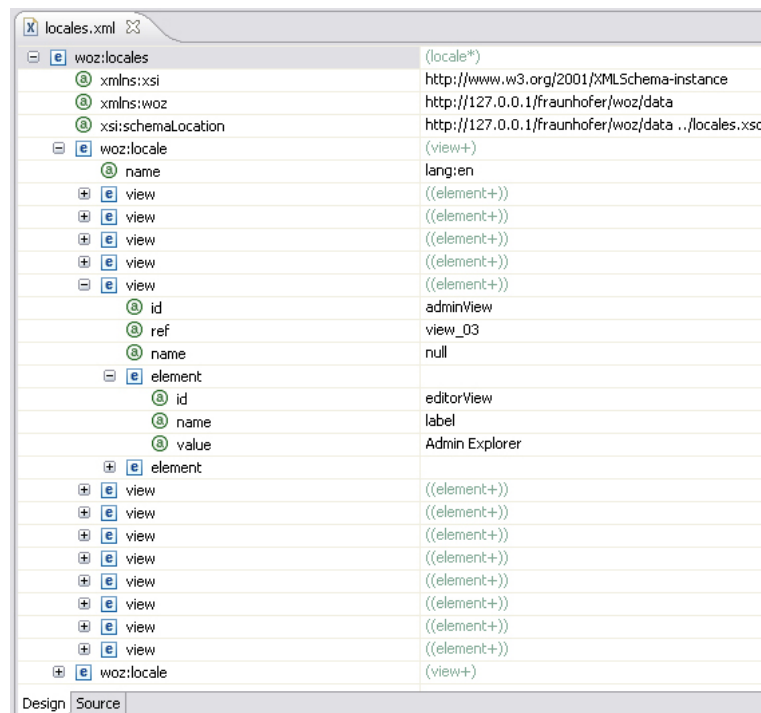 locales.xml
woz:locales (locale*)
xmlns:xsi http://www.w3.org/2001/XMLSchema-instance
xmlns:woz http://127.0.0.1/fraunhofer/woz/data
xsi:schemaLocation http://127.0.0.1/fraunhofer/woz/data ../locales.xsd
woz:locale (view+)
name lang:en
view ((element+))
view ((element+))
view ((element+))
view ((element+))
view ((element+))
id adminView
ref view_03
name null
element
id editorView
name label
value Admin Explorer
element
view ((element+))
view ((element+))
view ((element+))
view ((element+))
view ((element+))
view ((element+))
view ((element+))
view ((element+))
woz:locale (view+)
Design Source